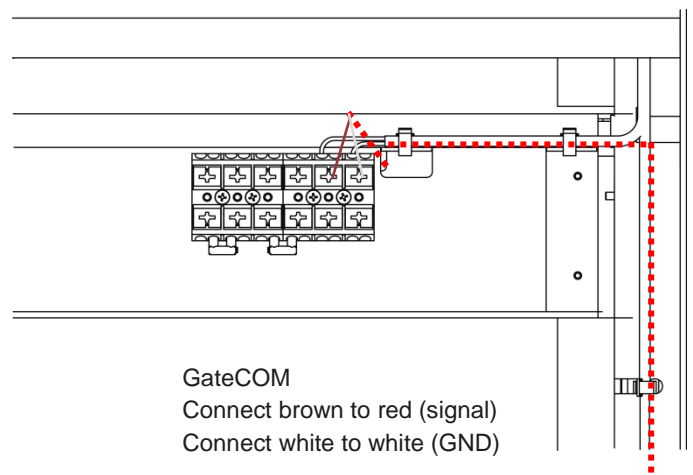 GateCOM
Connect brown to red (signal)
Connect white to white (GND)